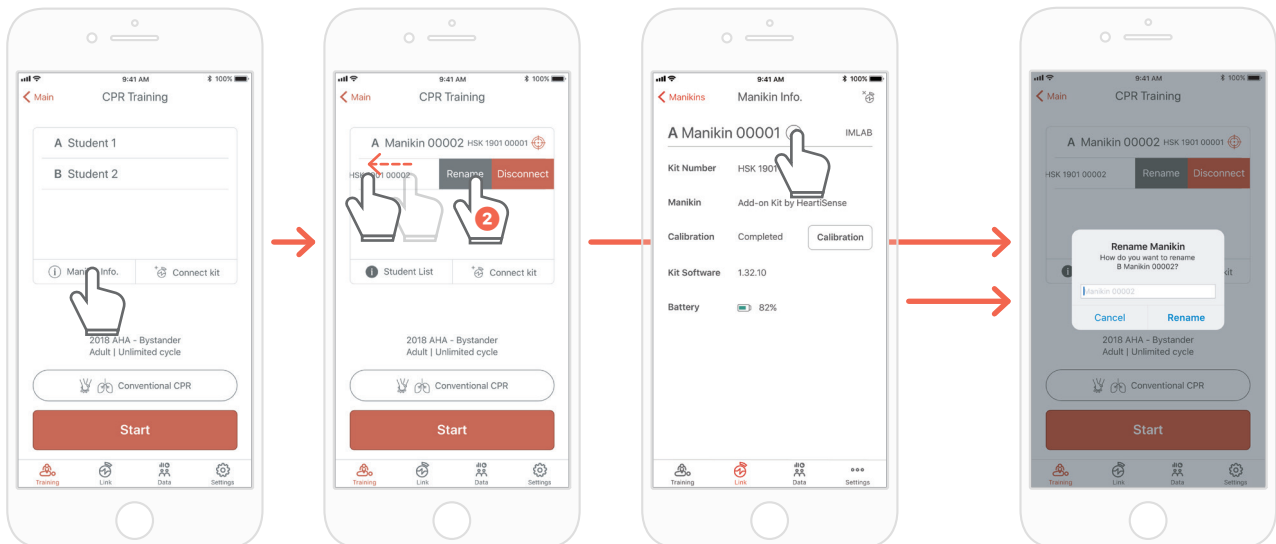 9:41 AM
100%
Main
CPR Training
A Student 1
B Student 2
Info.
Connect kit
2018 AHA - Bystander
Adult | Unlimited cycle
Conventional CPR
Start
Training
Link
Data
Settings
9:41 AM
100%
Main
CPR Training
A Manikin 00002 HSK 1901 00001
HSK 1901 00002
Rename
Disconnect
2
Student List
Connect kit
2018 AHA - Bystander
Adult | Unlimited cycle
Conventional CPR
Start
Training
Link
Data
Settings
9:41 AM
100%
Manikins
Manikin Info.
A Manikin 00001
IMLAB
Kit Number
HSK 1901
Manikin
Add-on Kit by HeartiSense
Calibration
Completed
Calibration
Kit Software
1.32.10
Battery
82%
Training
Link
Data
Settings
9:41 AM
100%
Main
CPR Training
A Manikin 00002 HSK 1901 00001
HSK 1901 00002
Rename
Disconnect
Rename Manikin
How do you want to rename
B Manikin 00002?
Manikin 00002
Cancel
Rename
kit
2018 AHA - Bystander
Adult | Unlimited cycle
Conventional CPR
Start
Training
Link
Data
Settings